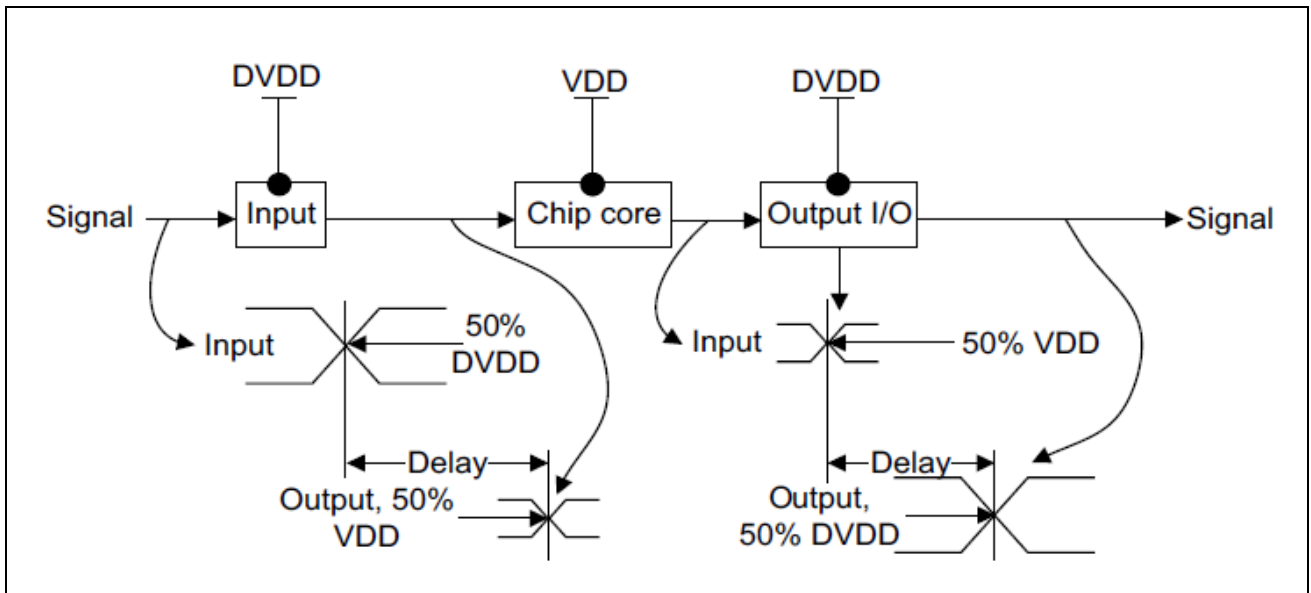 DVDD
VDD
DVDD
Signal
Input
Chip core
Output I/O
Signal
Input
50%
DVDD
Input
50% VDD
Delay
Output, 50%
VDD
Delay
Output,
50% DVDD